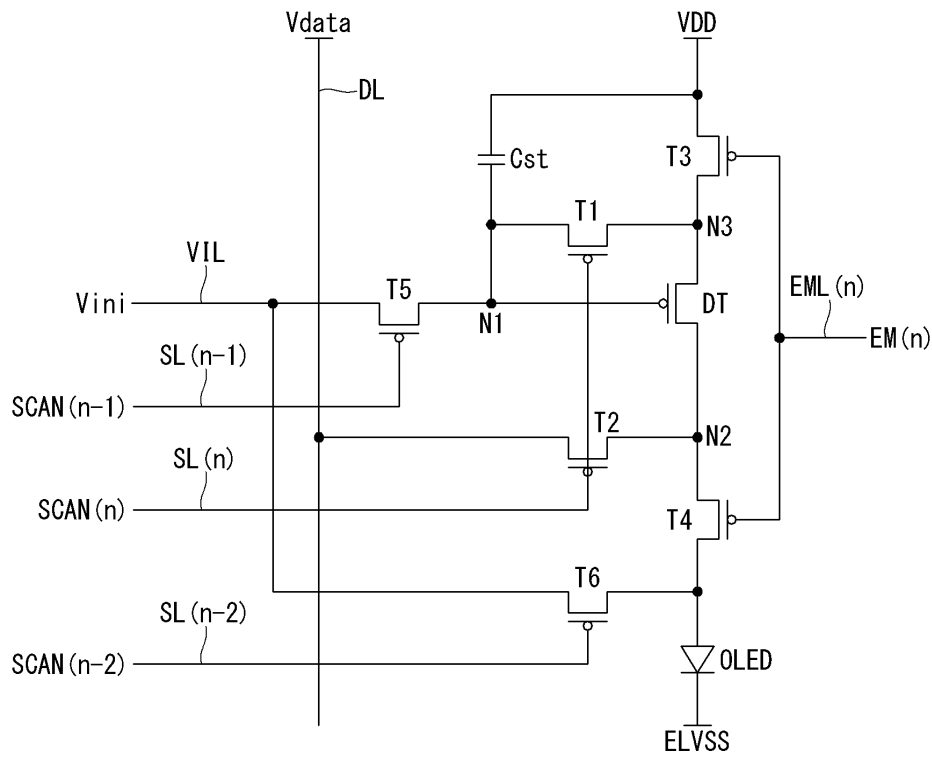 Vdata
VDD
DL
T3
Cst
T1
N3
VIL
T5
Vini
N1
DT
EML(n)
EM(n)
SL(n-1)
SCAN(n-1)
T2
N2
SL(n)
SCAN(n)
T4
T6
SL(n-2)
SCAN(n-2)
OLED
ELVSS